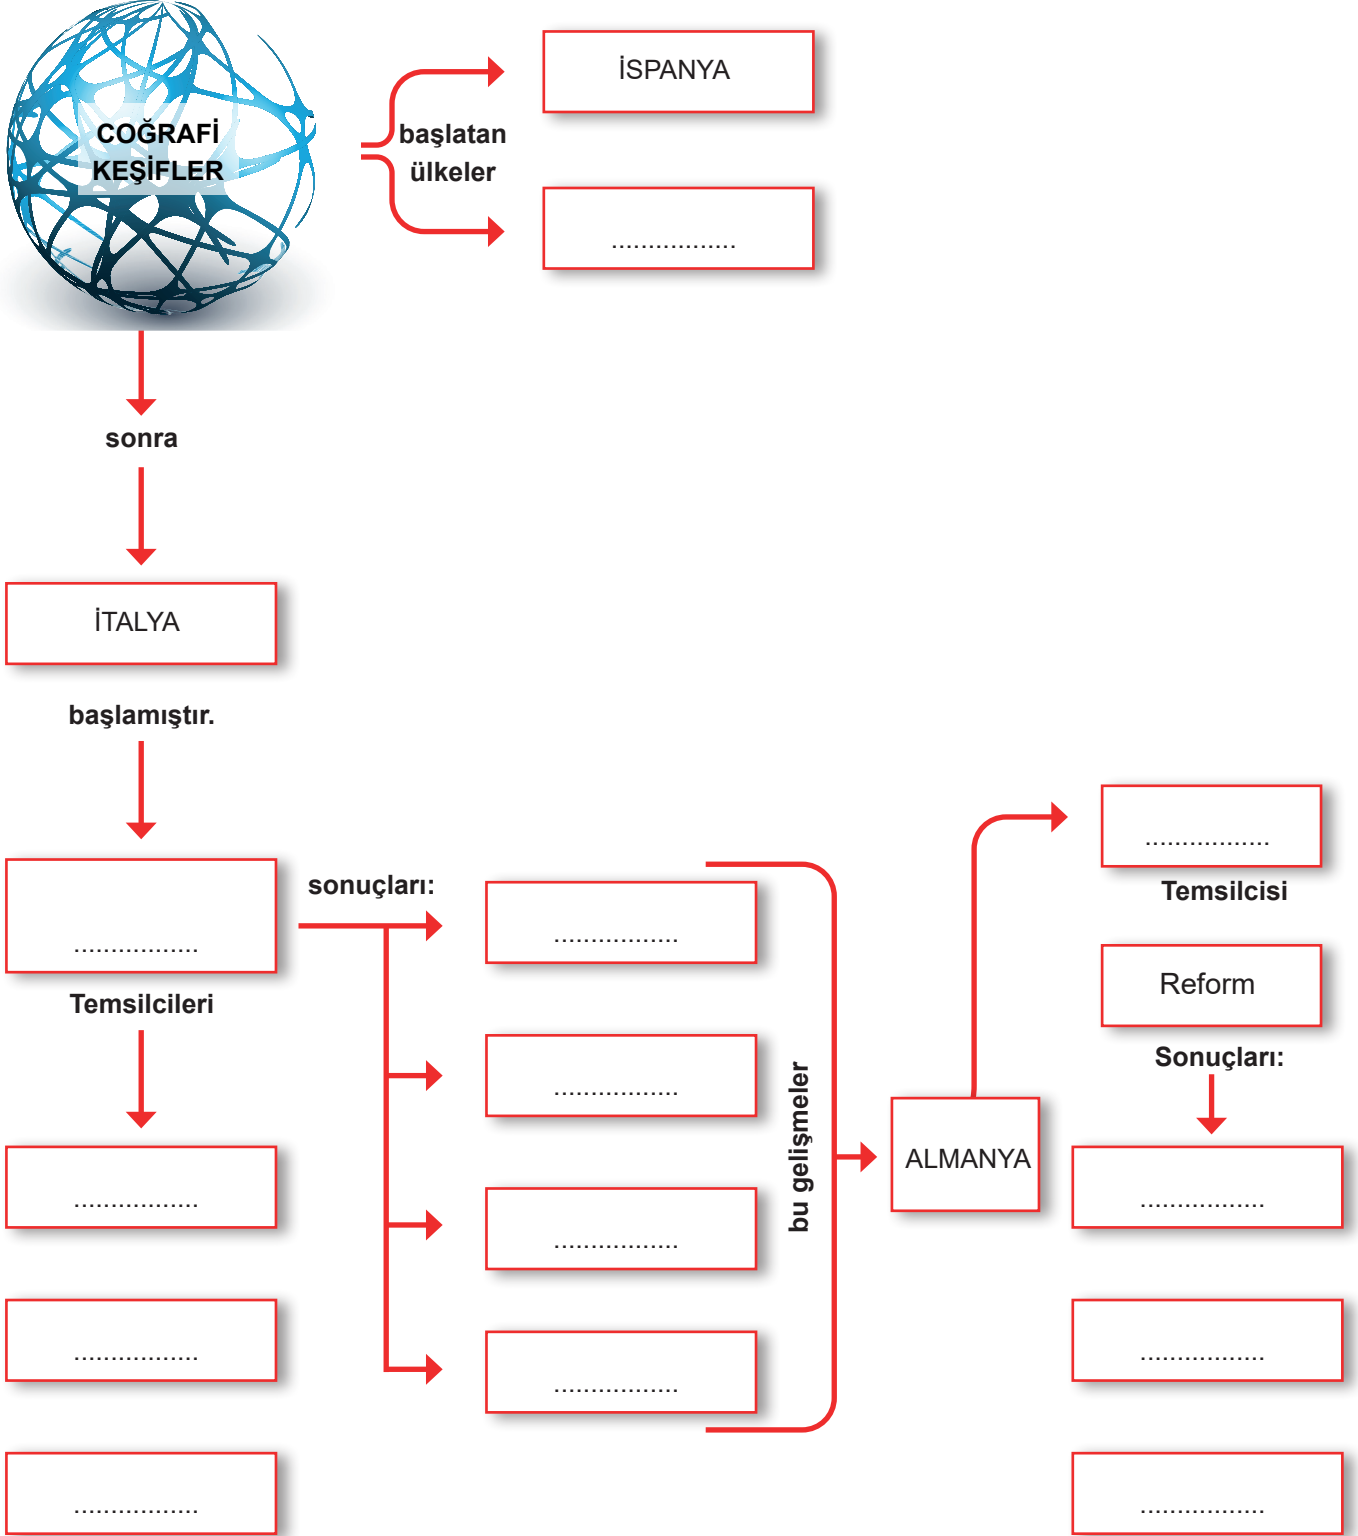 COĞRAFİ
KEŞİFLER
başlatan
ülkeler
İSPANYA
.................
sonra
İTALYA
başlamıştır.
.................
Temsilcileri
.................
.................
.................
sonuçları:
.................
.................
.................
.................
bu gelişmeler
ALMANYA
.................
Temsilcisi
Reform
Sonuçları:
.................
.................
.................